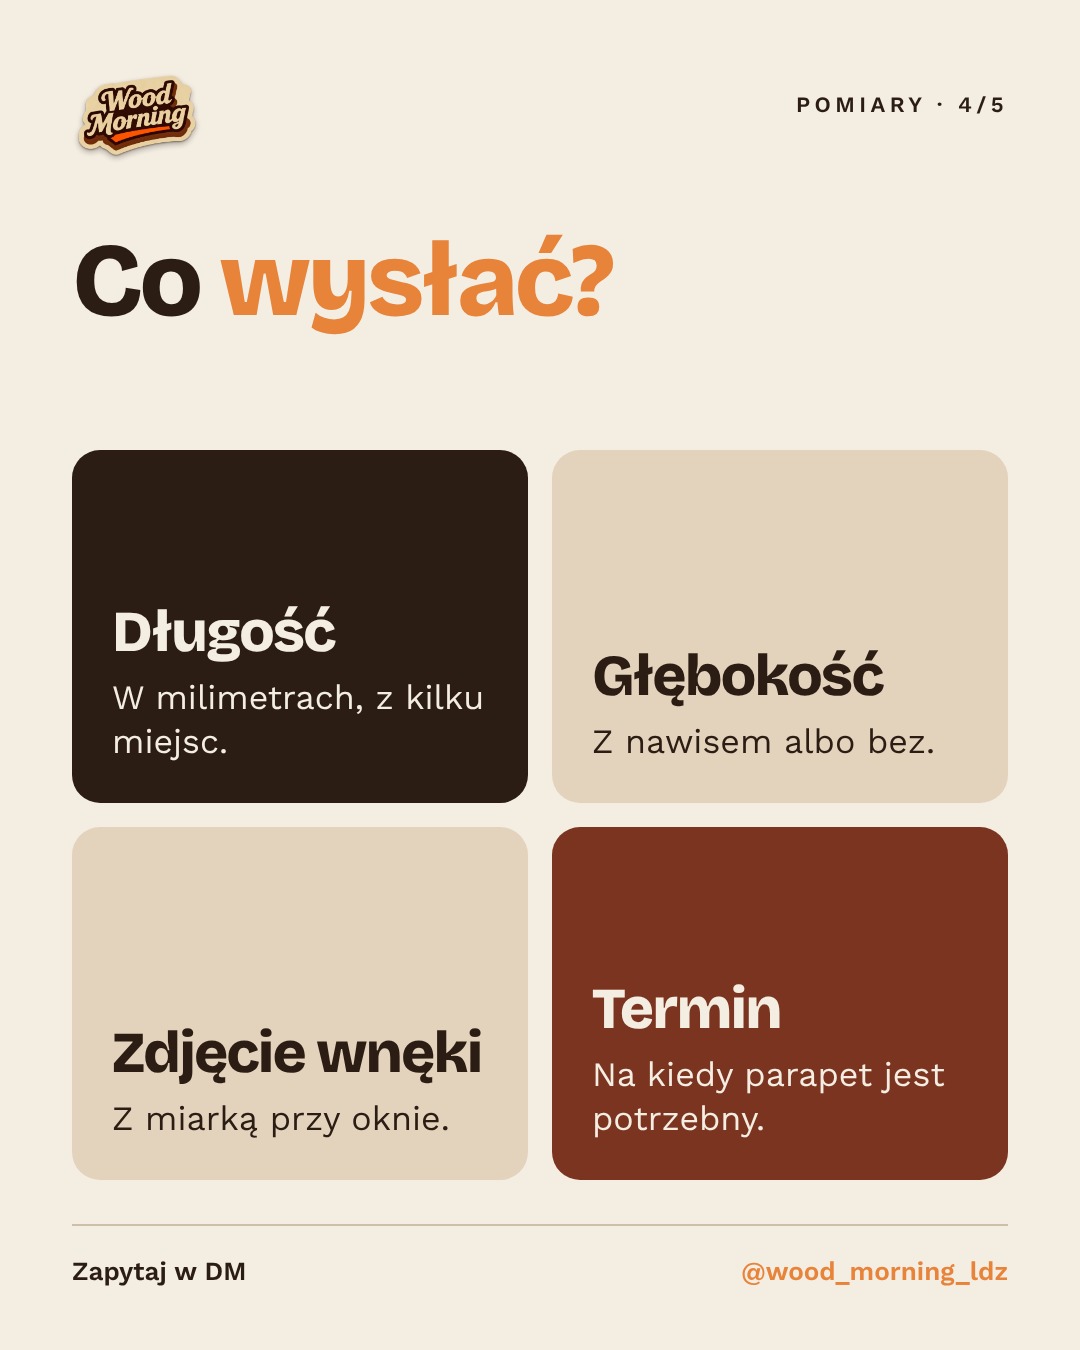 Wood
Morning
POMIARY · 4/5
Co wysłać?
Długość
W milimetrach, z kilku
miejsc.
Głębokość
Z nawisem albo bez.
Zdjęcie wnęki
Z miarką przy oknie.
Termin
Na kiedy parapet jest
potrzebny.
Zapytaj w DM
@wood_morning_ldz